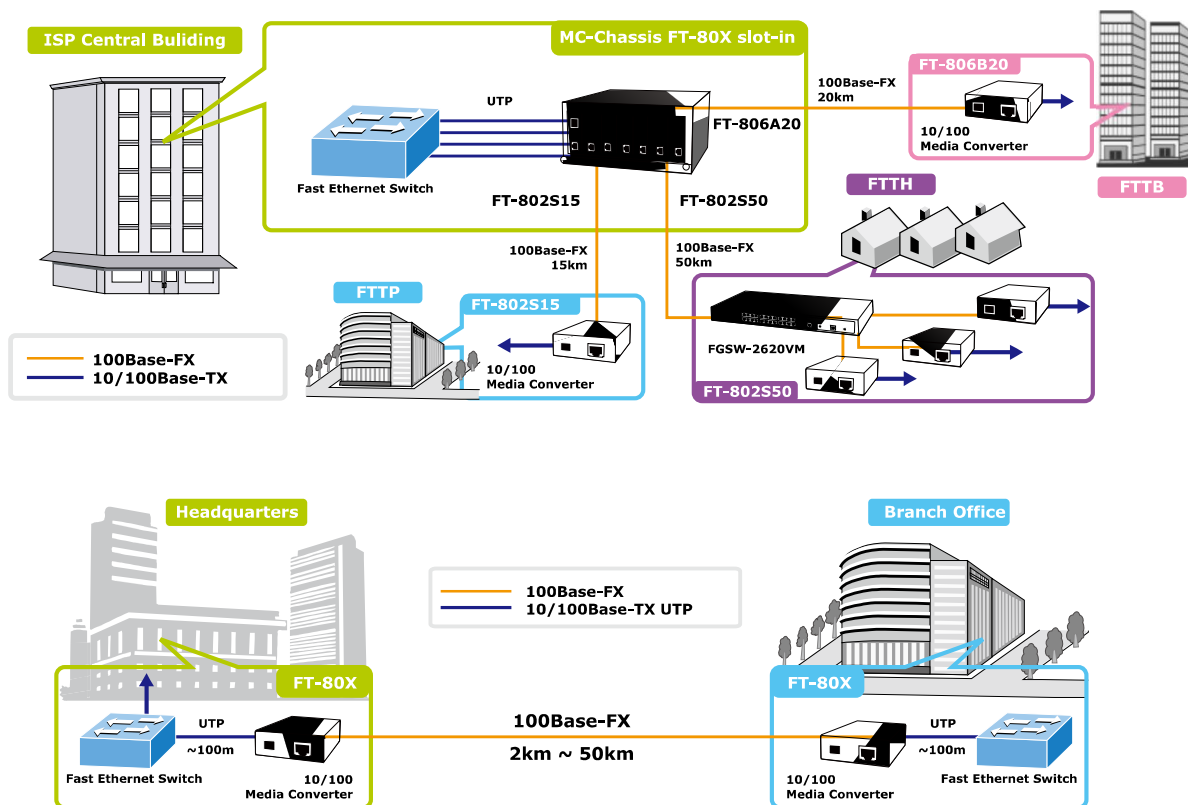 ISP Central Buliding
MC-Chassis FT-80X slot-in
UTP
Fast Ethernet Switch
FT-806A20
FT-802S15
FT-802S50
100Base-FX
20km
FT-806B20
10/100
Media Converter
FTTB
FTTH
100Base-FX
15km
100Base-FX
50km
FTTP
FT-802S15
10/100
Media Converter
FGSW-2620VM
FT-802S50
100Base-FX
10/100Base-TX
Headquarters
Branch Office
100Base-FX
10/100Base-TX UTP
FT-80X
UTP
~100m
Fast Ethernet Switch
10/100
Media Converter
100Base-FX
2km ~ 50km
FT-80X
UTP
~100m
10/100
Media Converter
Fast Ethernet Switch